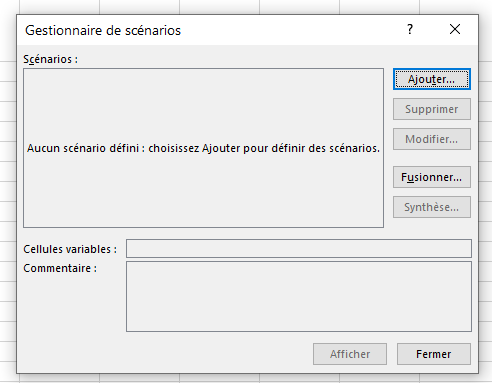 Gestionnaire de scénarios ?
Scénarios :
Ajouter...
Supprimer
Modifier...
Aucun scénario défini : choisissez Ajouter pour définir des scénarios.
Fusionner...
Synthèse...
Cellules variables :
Commentaire :
Afficher Fermer